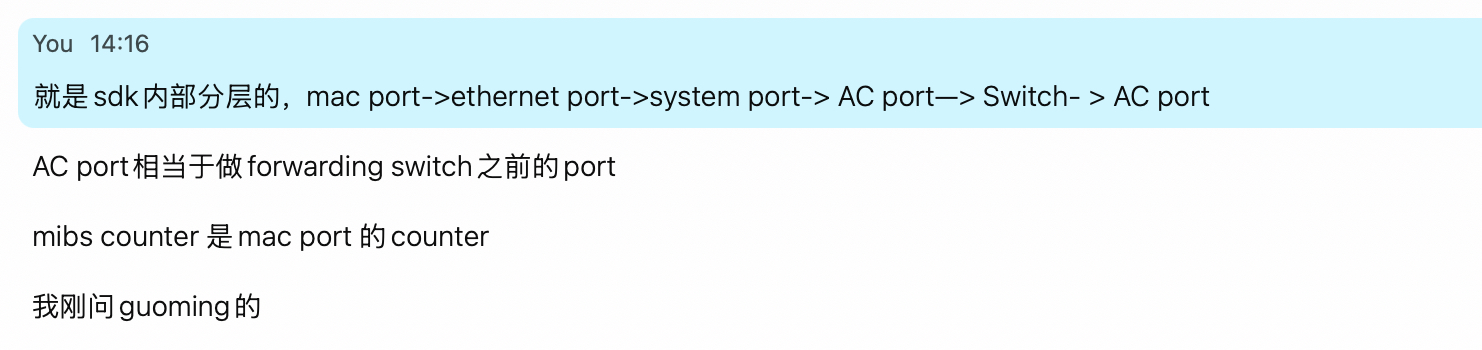 You 14:16
就是sdk内部分层的，mac port->ethernet port->system port-> AC port—> Switch- > AC port
AC port相当于做forwarding switch之前的port
mibs counter 是mac port 的counter
我刚问guoming的